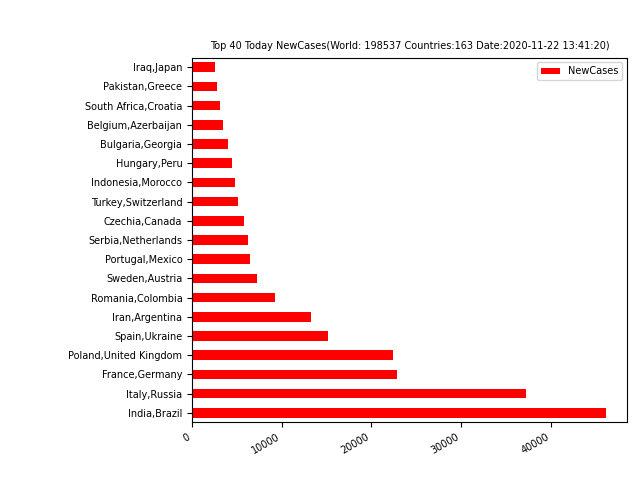 Top 40 Today NewCases(World: 198537 Countries:163 Date:2020-11-22 13:41:20)
NewCases
Iraq,Japan
Pakistan,Greece
South Africa,Croatia
Belgium,Azerbaijan
Bulgaria,Georgia
Hungary,Peru
Indonesia,Morocco
Turkey,Switzerland
Czechia,Canada
Serbia,Netherlands
Portugal,Mexico
Sweden,Austria
Romania,Colombia
Iran,Argentina
Spain,Ukraine
Poland,United Kingdom
France,Germany
Italy,Russia
India,Brazil
0 10000 20000 30000 40000